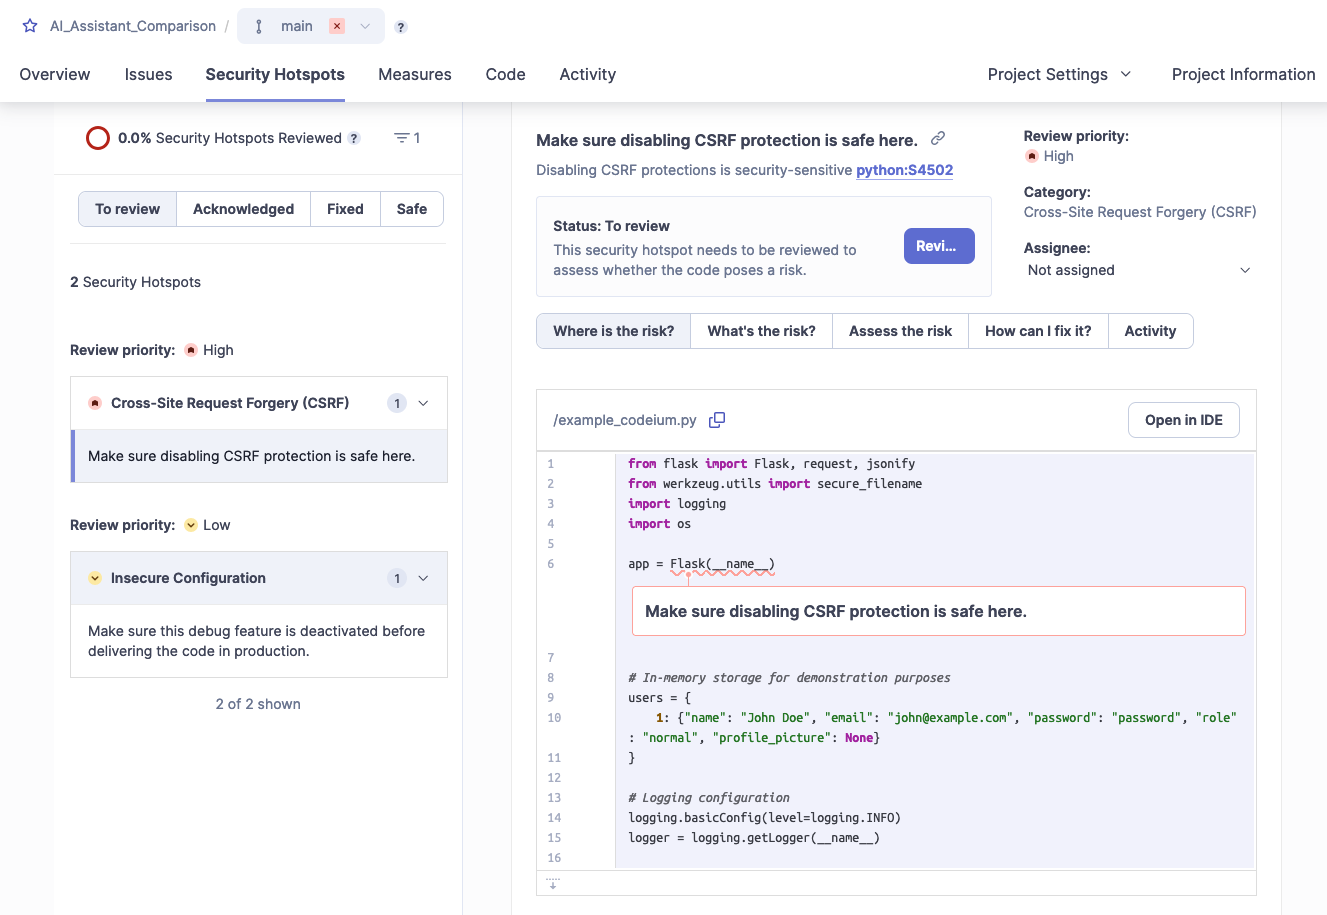 AI_Assistant_Comparison / main ?
Overview Issues Security Hotspots Measures Code Activity Project Settings Project Information
0.0% Security Hotspots Reviewed ? 1
To review Acknowledged Fixed Safe
2 Security Hotspots
Review priority: High
Cross-Site Request Forgery (CSRF) 1
Make sure disabling CSRF protection is safe here.
Review priority: Low
Insecure Configuration 1
Make sure this debug feature is deactivated before
delivering the code in production.
2 of 2 shown
Make sure disabling CSRF protection is safe here.
Disabling CSRF protections is security-sensitive python:S4502
Status: To review
This security hotspot needs to be reviewed to
assess whether the code poses a risk.
Revi...
Review priority:
High
Category:
Cross-Site Request Forgery (CSRF)
Assignee:
Not assigned
Where is the risk? What's the risk? Assess the risk How can I fix it? Activity
/example_codeium.py Open in IDE
1 from flask import Flask, request, jsonify
2 from werkzeug.utils import secure_filename
3 import logging
4 import os
5
6 app = Flask(__name__)
Make sure disabling CSRF protection is safe here.
7
8 # In-memory storage for demonstration purposes
9 users = {
10     1: {"name": "John Doe", "email": "john@example.com", "password": "password", "role"
: "normal", "profile_picture": None}
11 }
12
13 # Logging configuration
14 logging.basicConfig(level=logging.INFO)
15 logger = logging.getLogger(__name__)
16